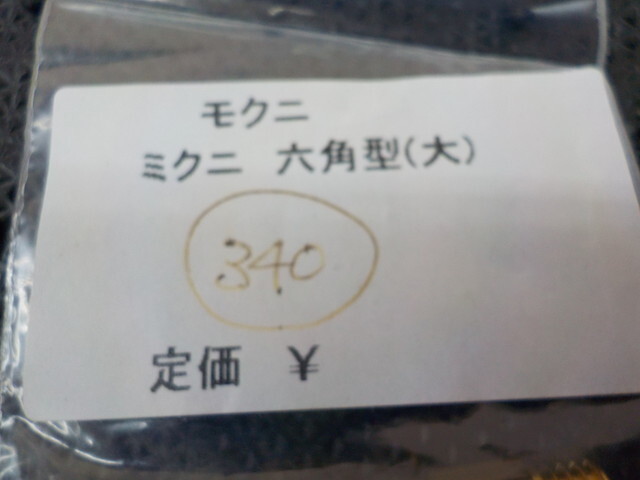 モクニ
ミクニ 六角型(大)
340
定価 ¥